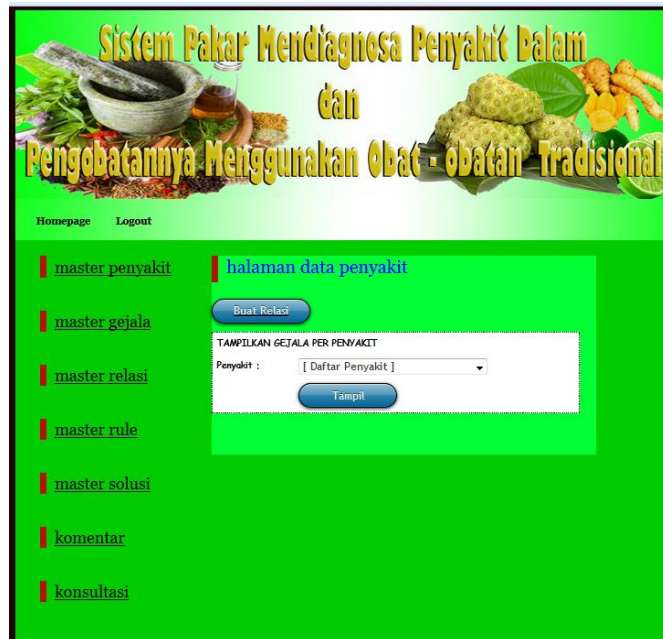 Sistem Pakar Mendiagnosa Penyakit Dalam
dan
Pengobatannya Menggunakan Obat - obatan Tradisional
Homepage Logout
master penyakit
master gejala
master relasi
master rule
master solusi
komentar
konsultasi
halaman data penyakit
Buat Relasi
TAMPILKAN GEJALA PER PENYAKIT
Penyakit : [ Daftar Penyakit ]
Tampil